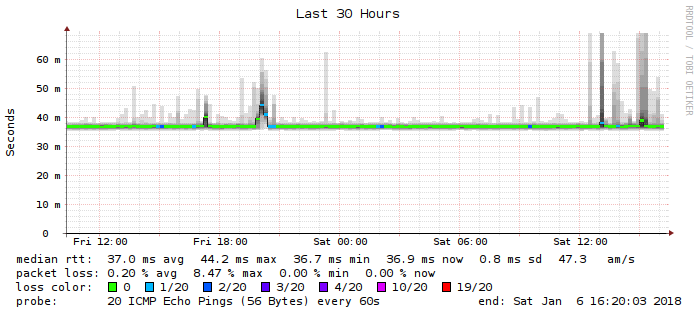 Last 30 Hours
RRDTOOL / TOBI OETIKER
Seconds
60 m
50 m
40 m
30 m
20 m
10 m
0
Fri 12:00 Fri 18:00 Sat 00:00 Sat 06:00 Sat 12:00
median rtt: 37.0 ms avg 44.2 ms max 36.7 ms min 36.9 ms now 0.8 ms sd 47.3 am/s
packet loss: 0.20 % avg 8.47 % max 0.00 % min 0.00 % now
loss color: 0 1/20 2/20 3/20 4/20 10/20 19/20
probe: 20 ICMP Echo Pings (56 Bytes) every 60s end: Sat Jan 6 16:20:03 2018